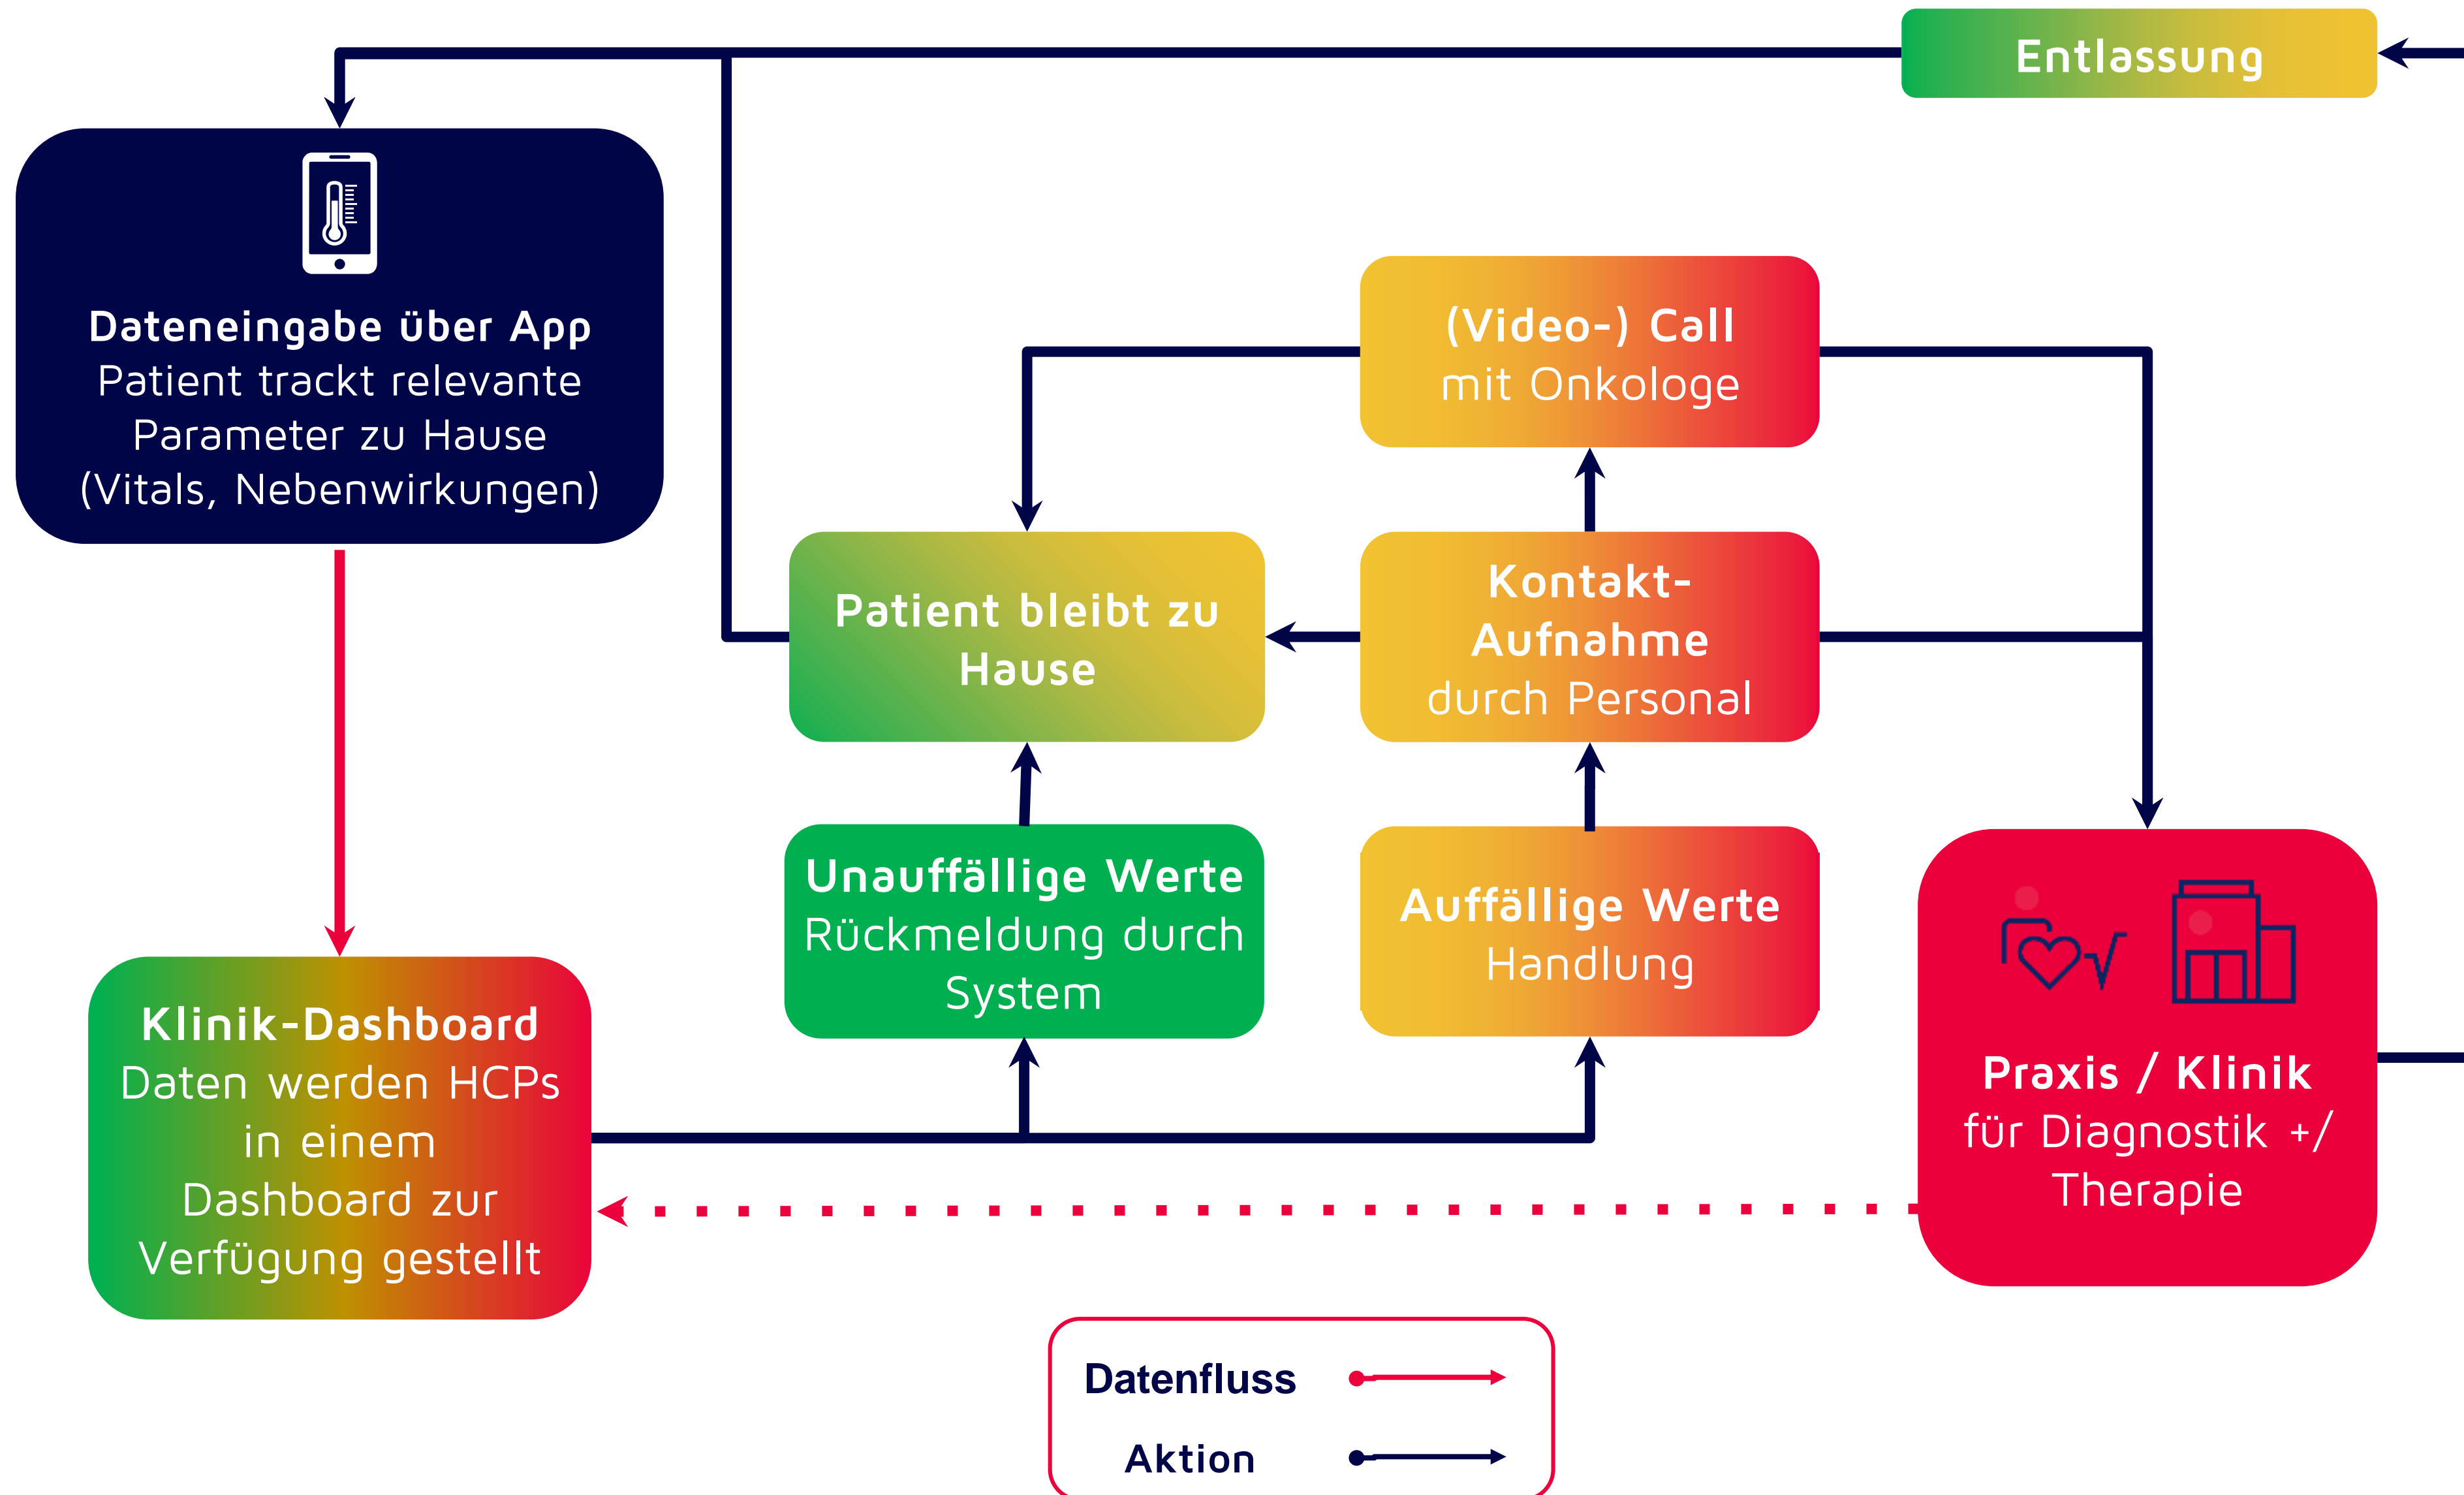 Entlassung
Dateneingabe über App
Patient trackt relevante
Parameter zu Hause
(Vitals, Nebenwirkungen)
(Video-) Call
mit Onkologe
Patient bleibt zu
Hause
Kontakt-
Aufnahme
durch Personal
Unauffällige Werte
Rückmeldung durch
System
Auffällige Werte
Handlung
Klinik-Dashboard
Daten werden HCPs
in einem
Dashboard zur
Verfügung gestellt
Praxis / Klinik
für Diagnostik +/
Therapie
Datenfluss
Aktion